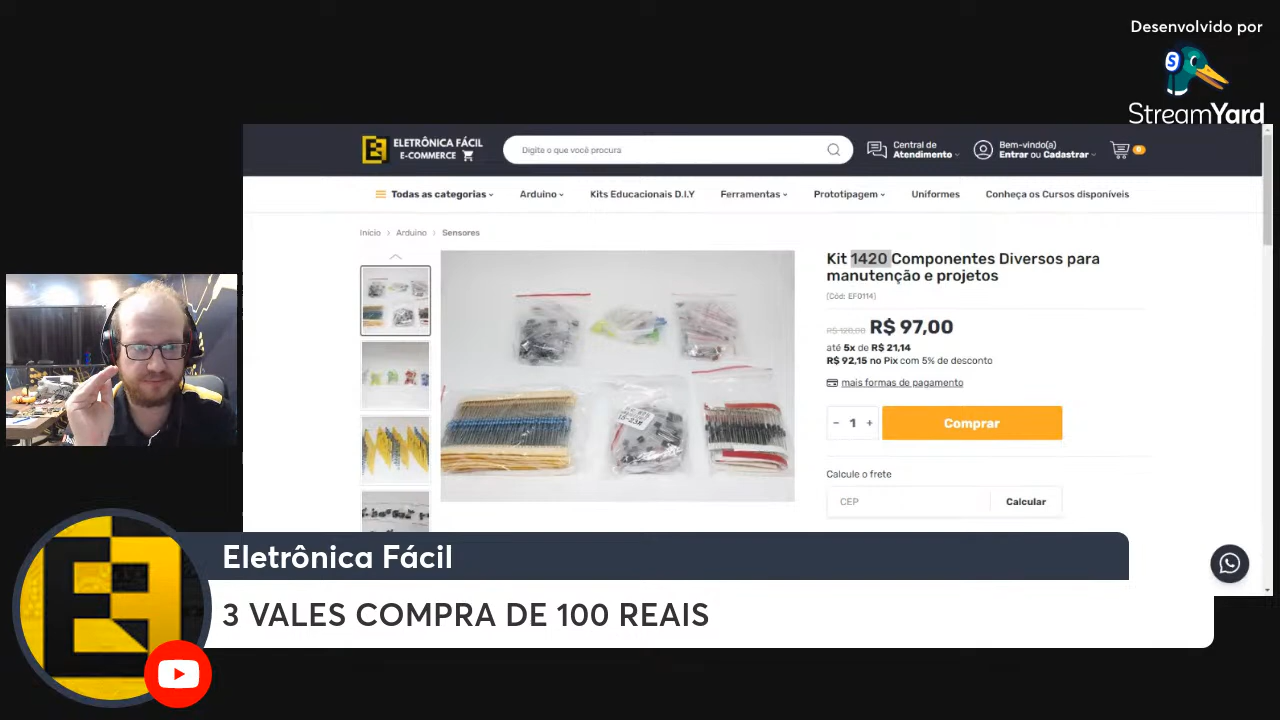 Desenvolvido por
StreamYard
ELETRÔNICA FÁCIL
E-COMMERCE
Digite o que você procura
Central de
Atendimento
Bem-vindo(a)
Entrar ou Cadastrar
0
Todas as categorias
Arduino
Kits Educacionais D.I.Y
Ferramentas
Prototipagem
Uniformes
Conheça os Cursos disponíveis
Início > Arduino > Sensores
Kit 1420 Componentes Diversos para
manutenção e projetos
(Cód: EF0114)
R$ 120,00 R$ 97,00
até 5x de R$ 21,14
R$ 92,15 no Pix com 5% de desconto
mais formas de pagamento
− 1 +
Comprar
Calcule o frete
CEP
Calcular
Eletrônica Fácil
3 VALES COMPRA DE 100 REAIS